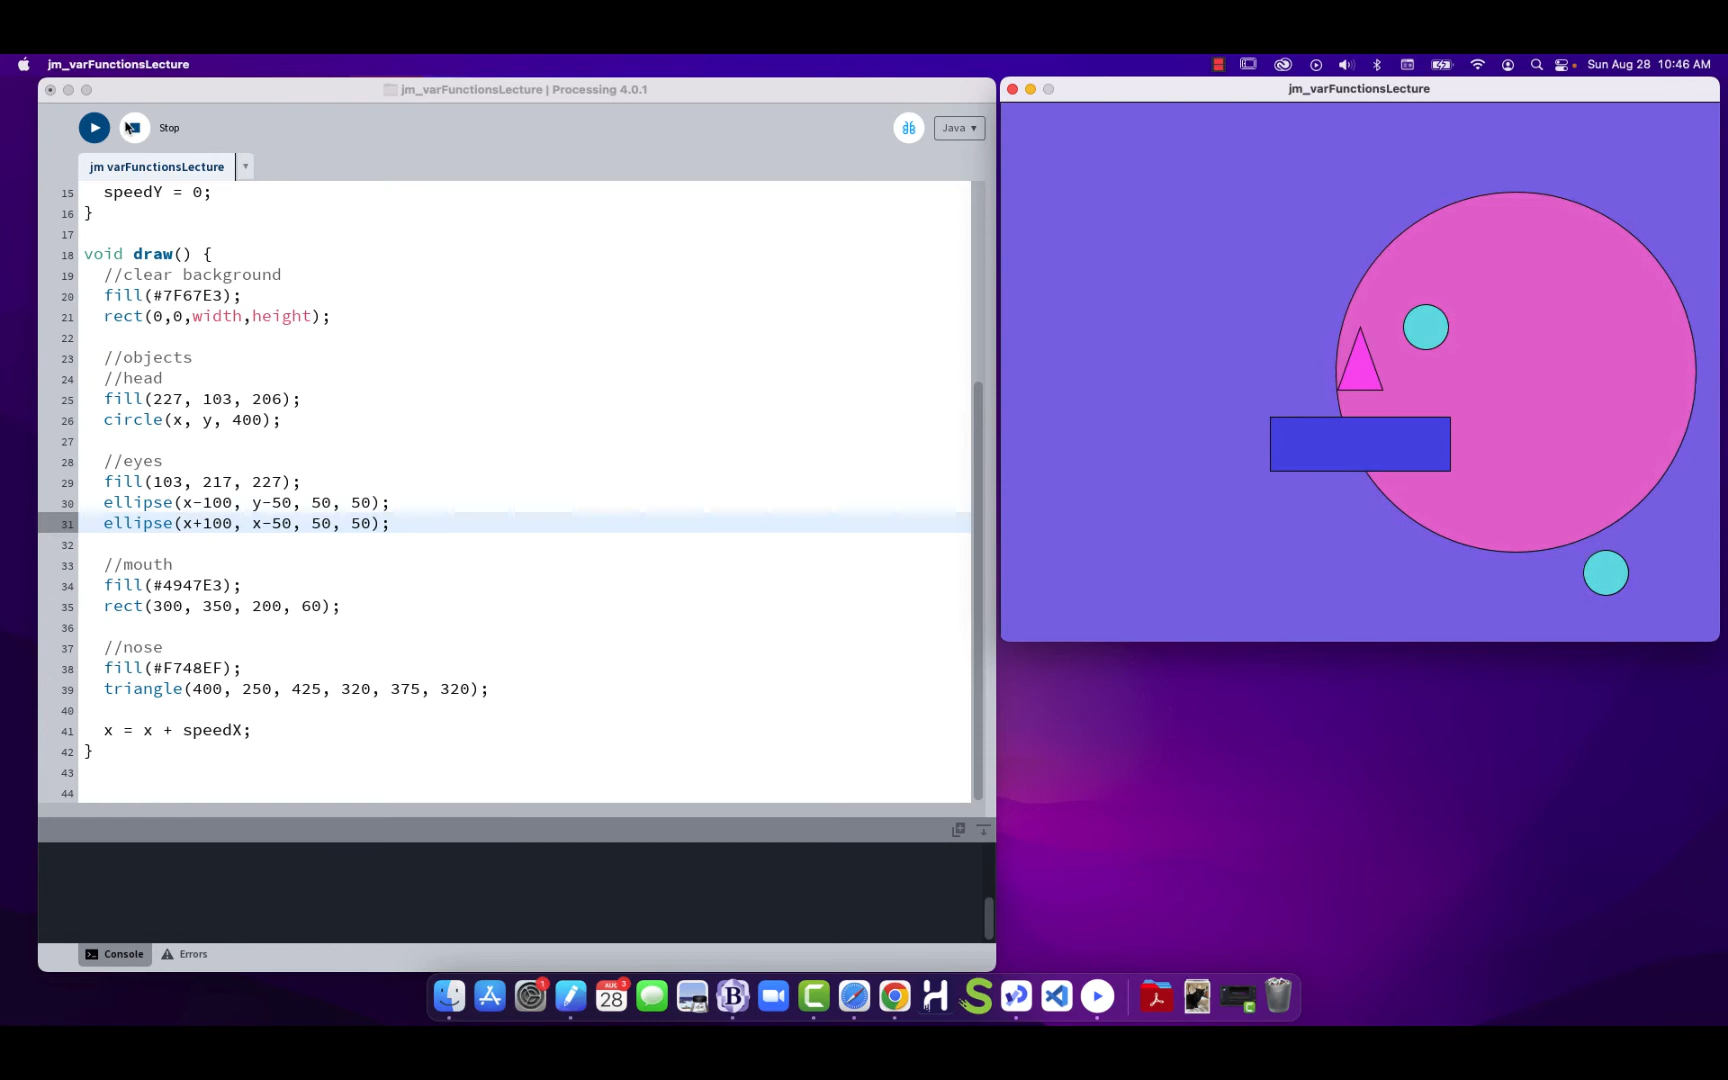 jm_varFunctionsLecture
Sun Aug 28 10:46 AM
jm_varFunctionsLecture | Processing 4.0.1
Stop
Java ▾
jm varFunctionsLecture
15 speedY = 0;
16 }
17
18 void draw() {
19 //clear background
20 fill(#7F67E3);
21 rect(0,0,width,height);
22
23 //objects
24 //head
25 fill(227, 103, 206);
26 circle(x, y, 400);
27
28 //eyes
29 fill(103, 217, 227);
30 ellipse(x-100, y-50, 50, 50);
31 ellipse(x+100, x-50, 50, 50);
32
33 //mouth
34 fill(#4947E3);
35 rect(300, 350, 200, 60);
36
37 //nose
38 fill(#F748EF);
39 triangle(400, 250, 425, 320, 375, 320);
40
41 x = x + speedX;
42 }
43
44
Console
Errors
jm_varFunctionsLecture
1
AUG
3
28